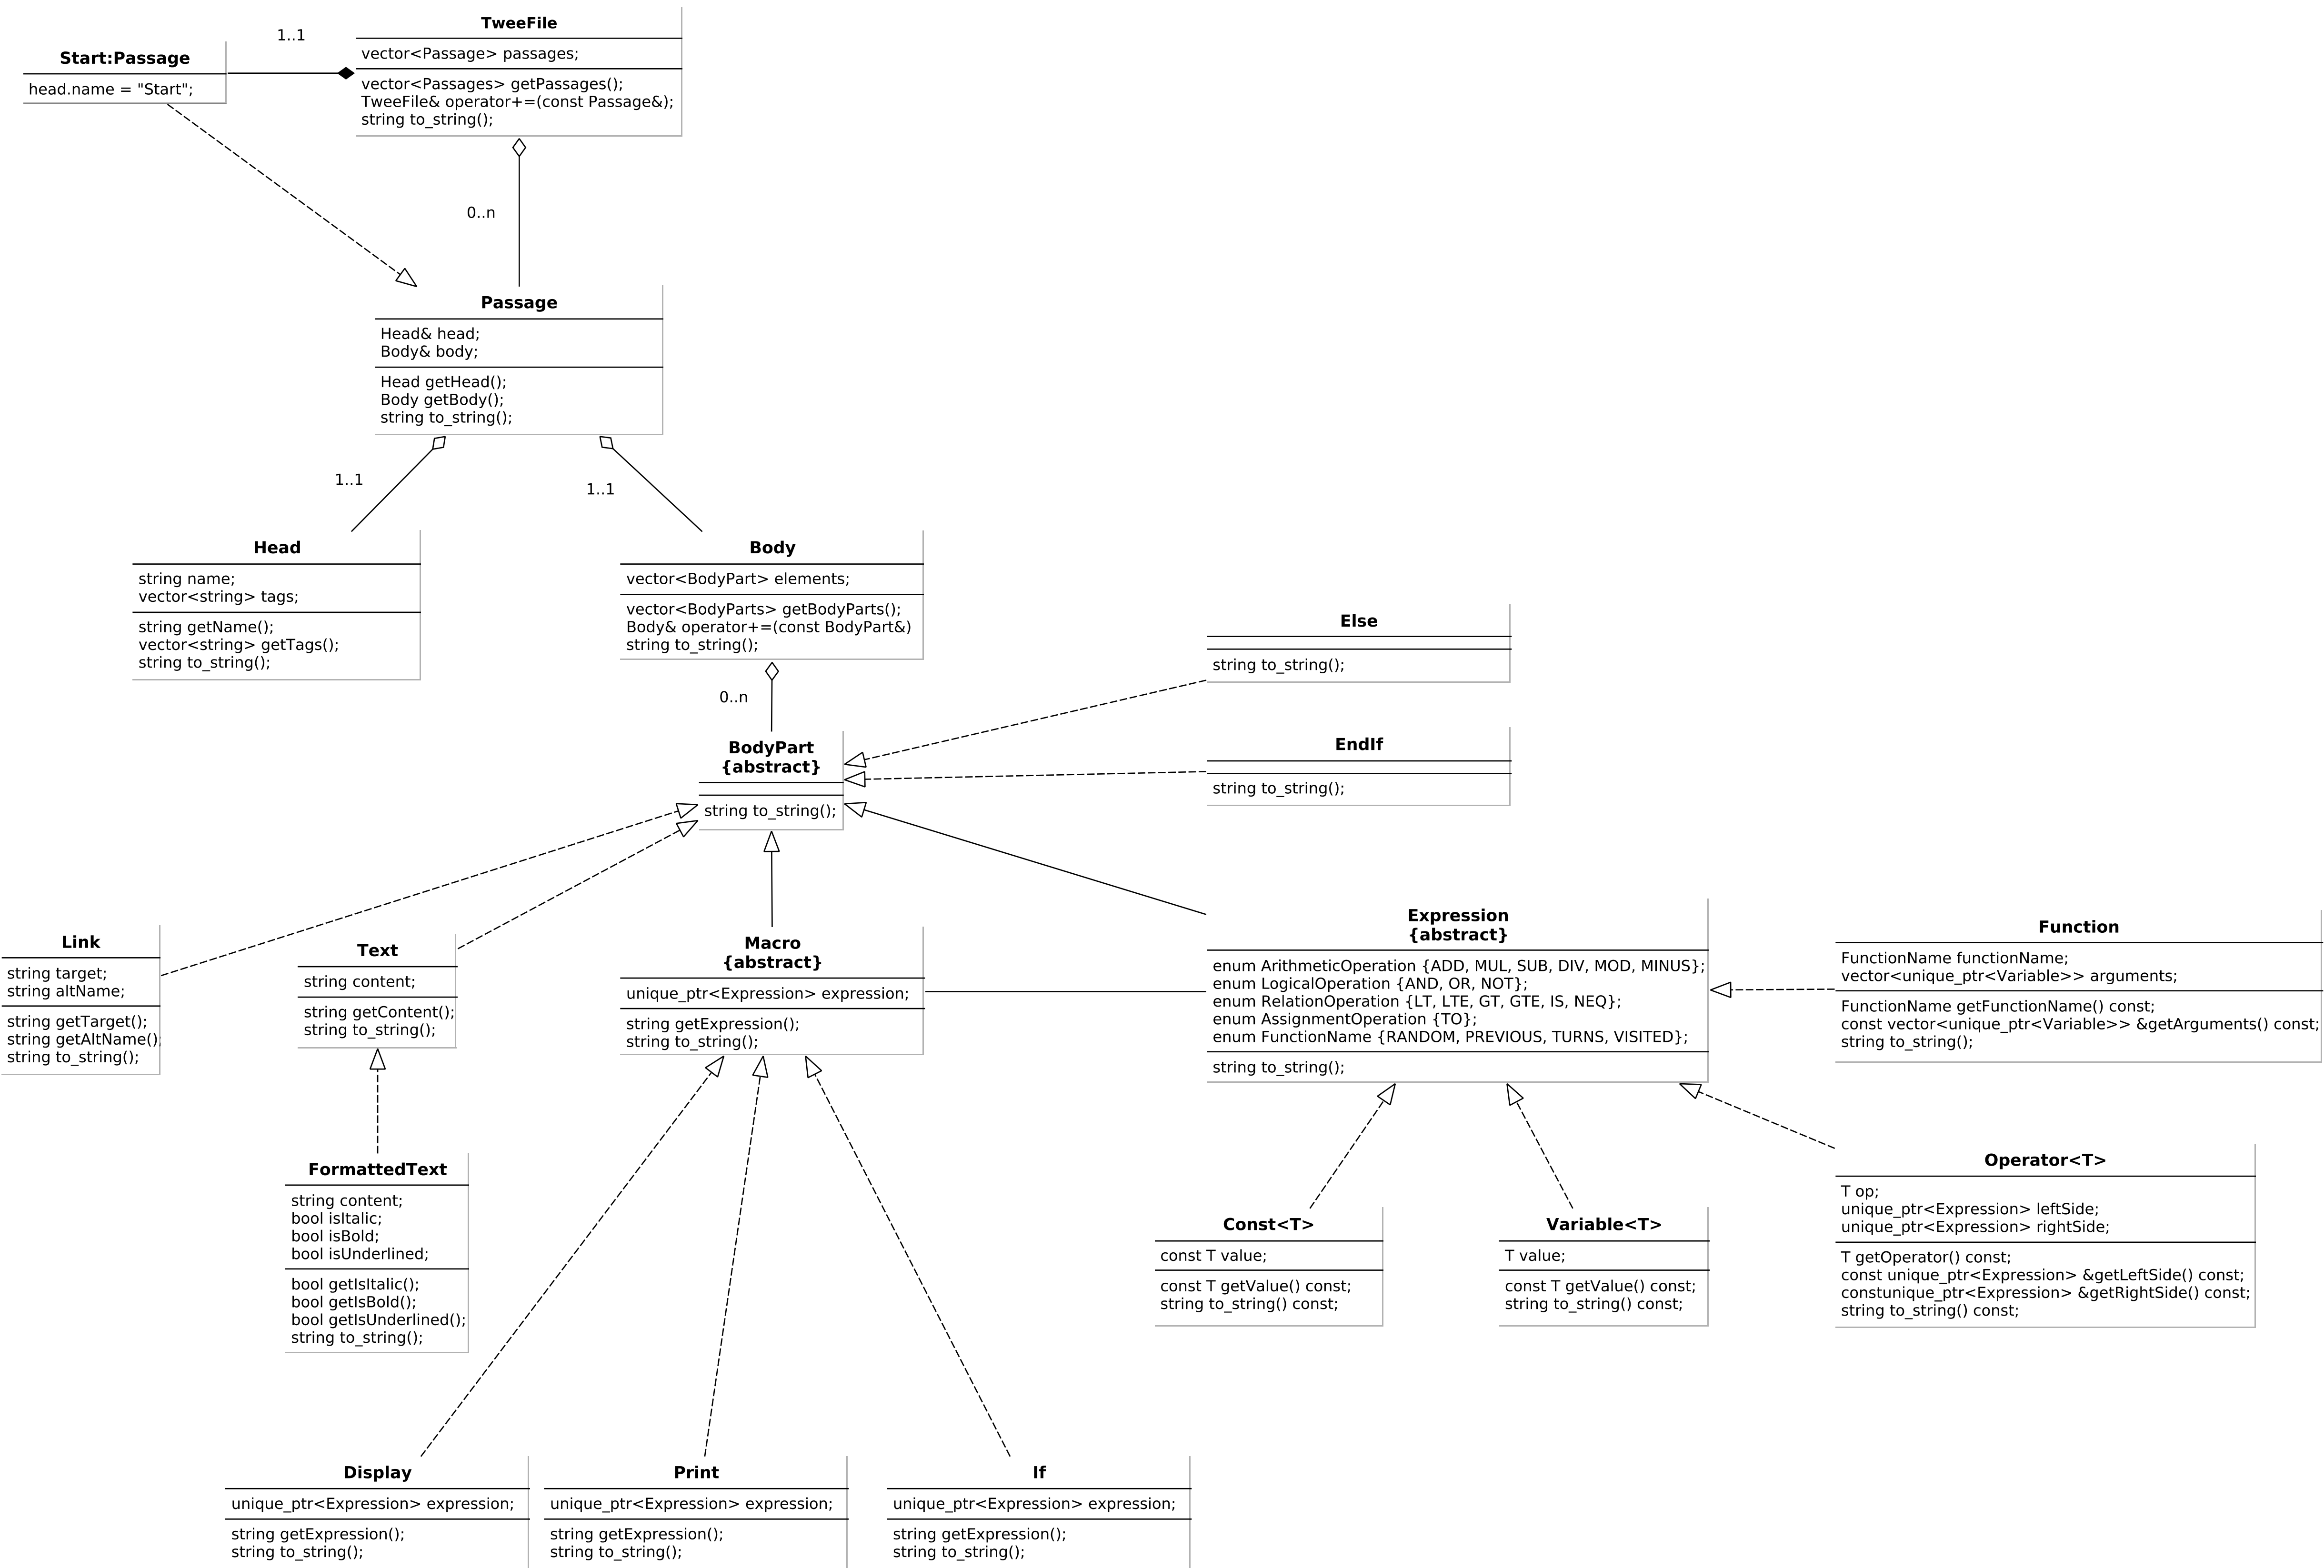 TweeFile
vector<Passage> passages;
vector<Passages> getPassages();
TweeFile& operator+=(const Passage&);
string to_string();
1..1
Start:Passage
head.name = "Start";
0..n
Passage
Head& head;
Body& body;
Head getHead();
Body getBody();
string to_string();
1..1
1..1
Head
string name;
vector<string> tags;
string getName();
vector<string> getTags();
string to_string();
Body
vector<BodyPart> elements;
vector<BodyParts> getBodyParts();
Body& operator+=(const BodyPart&)
string to_string();
0..n
Else
string to_string();
EndIf
string to_string();
BodyPart
{abstract}
string to_string();
Link
string target;
string altName;
string getTarget();
string getAltName();
string to_string();
Text
string content;
string getContent();
string to_string();
Macro
{abstract}
unique_ptr<Expression> expression;
string getExpression();
string to_string();
Expression
{abstract}
enum ArithmeticOperation {ADD, MUL, SUB, DIV, MOD, MINUS};
enum LogicalOperation {AND, OR, NOT};
enum RelationOperation {LT, LTE, GT, GTE, IS, NEQ};
enum AssignmentOperation {TO};
enum FunctionName {RANDOM, PREVIOUS, TURNS, VISITED};
string to_string();
Function
FunctionName functionName;
vector<unique_ptr<Variable>> arguments;
FunctionName getFunctionName() const;
const vector<unique_ptr<Variable>> &getArguments() const;
string to_string();
FormattedText
string content;
bool isItalic;
bool isBold;
bool isUnderlined;
bool getIsItalic();
bool getIsBold();
bool getIsUnderlined();
string to_string();
Const<T>
const T value;
const T getValue() const;
string to_string() const;
Variable<T>
T value;
const T getValue() const;
string to_string() const;
Operator<T>
T op;
unique_ptr<Expression> leftSide;
unique_ptr<Expression> rightSide;
T getOperator() const;
const unique_ptr<Expression> &getLeftSide() const;
constunique_ptr<Expression> &getRightSide() const;
string to_string() const;
Display
unique_ptr<Expression> expression;
string getExpression();
string to_string();
Print
unique_ptr<Expression> expression;
string getExpression();
string to_string();
If
unique_ptr<Expression> expression;
string getExpression();
string to_string();